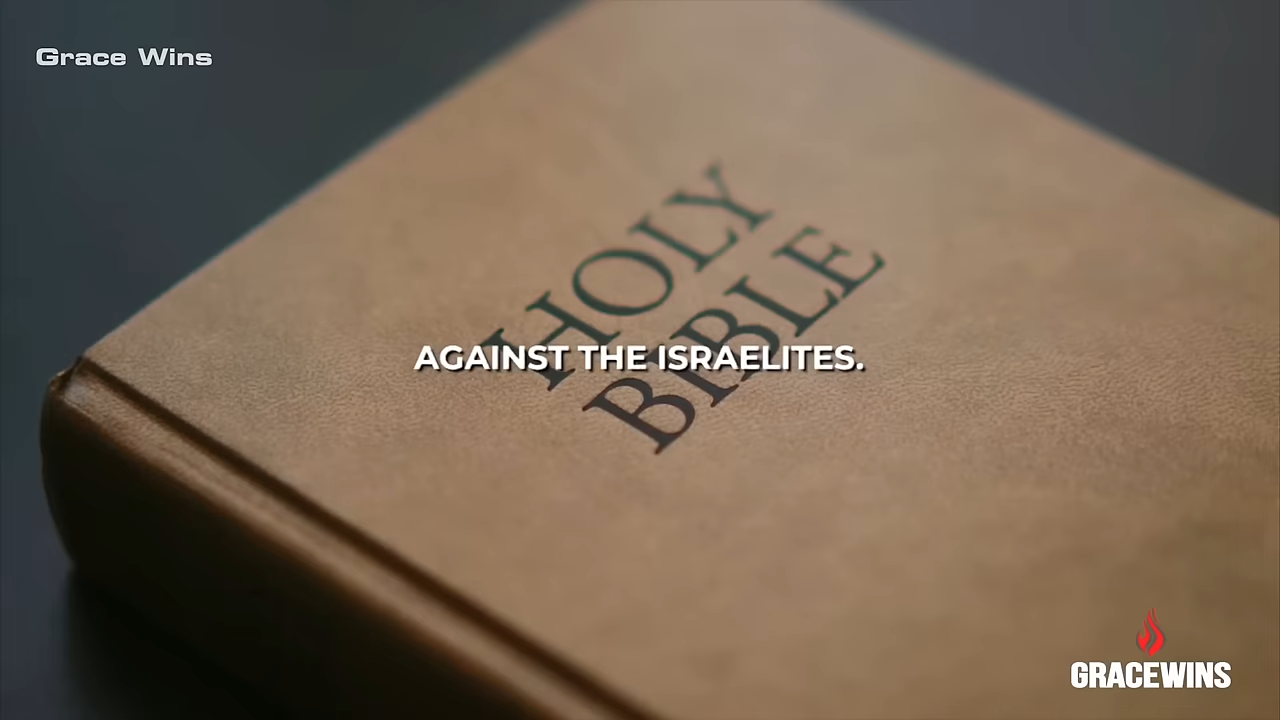 Grace Wins
HOLY
BIBLE
AGAINST THE ISRAELITES.
GRACEWINS